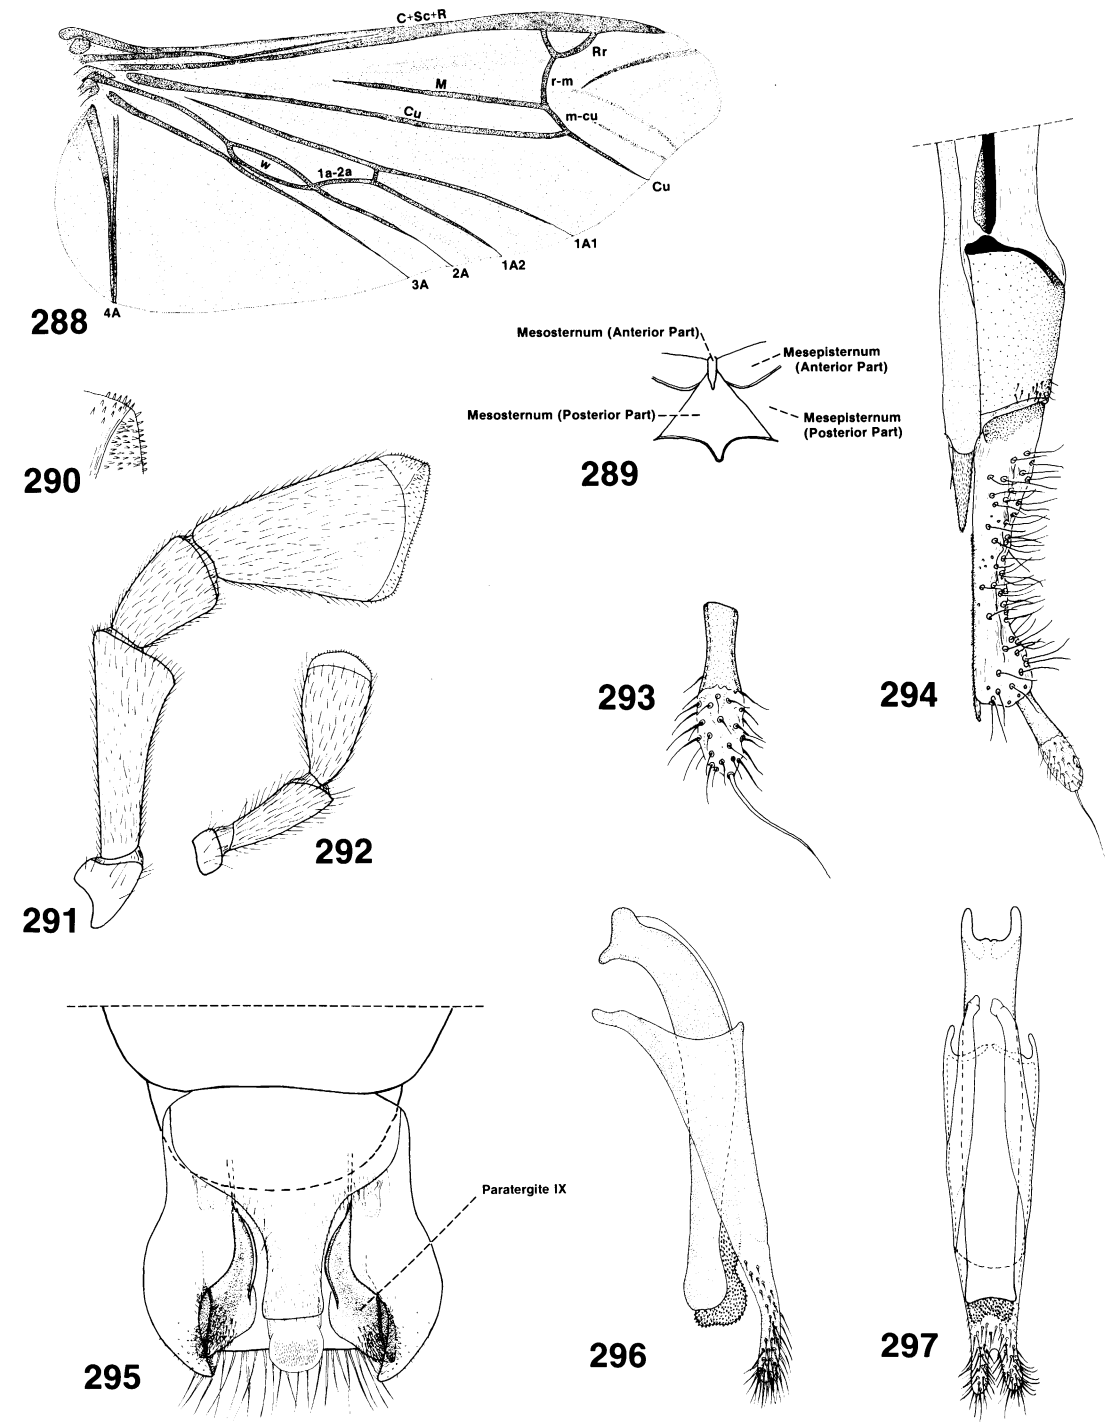 C+Sc+R
Rr
r-m
M
Cu
m-cu
w
1a-2a
Cu
1A1
1A2
2A
3A
4A
288
Mesosternum (Anterior Part)
Mesepisternum
(Anterior Part)
Mesosternum (Posterior Part)
Mesepisternum
(Posterior Part)
289
290
291
292
293
294
Paratergite IX
295
296
297